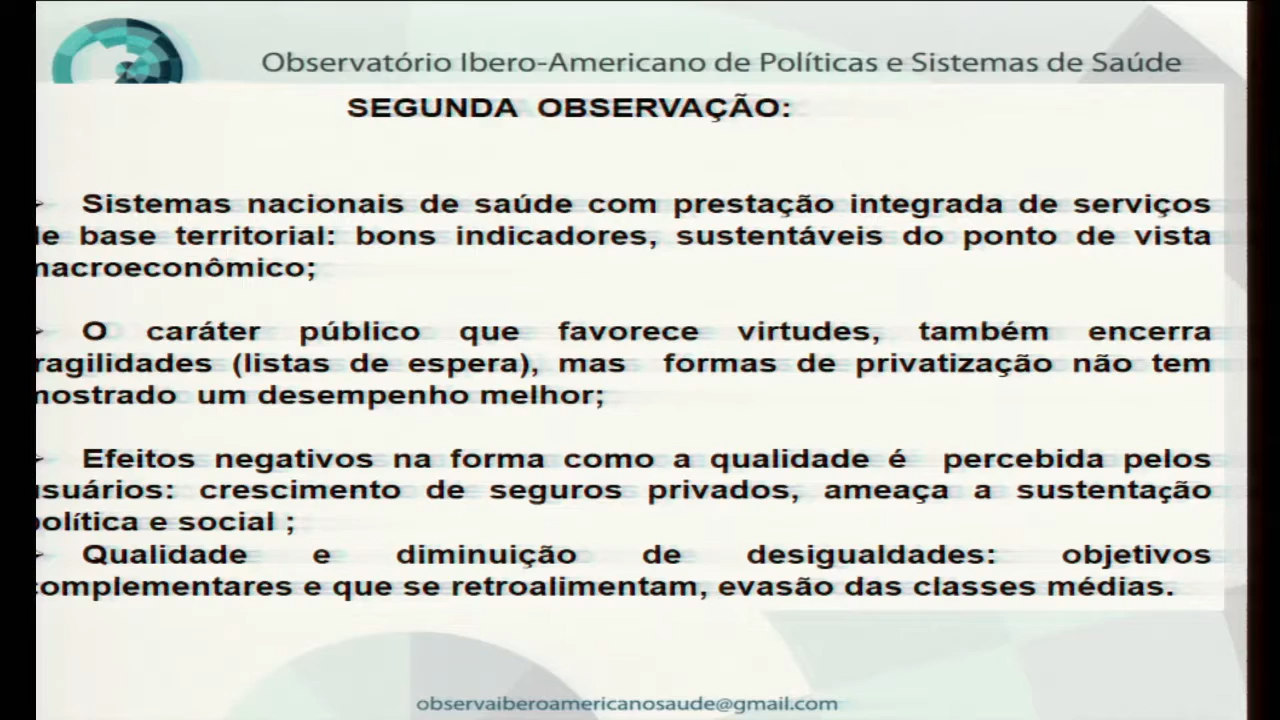 Observatório Ibero-Americano de Políticas e Sistemas de Saúde
SEGUNDA OBSERVAÇÃO:
➢ Sistemas nacionais de saúde com prestação integrada de serviços
de base territorial: bons indicadores, sustentáveis do ponto de vista
macroeconômico;
➢ O caráter público que favorece virtudes, também encerra
fragilidades (listas de espera), mas formas de privatização não tem
mostrado um desempenho melhor;
➢ Efeitos negativos na forma como a qualidade é percebida pelos
usuários: crescimento de seguros privados, ameaça a sustentação
política e social ;
➢ Qualidade e diminuição de desigualdades: objetivos
complementares e que se retroalimentam, evasão das classes médias.
observaiberoamericanosaude@gmail.com